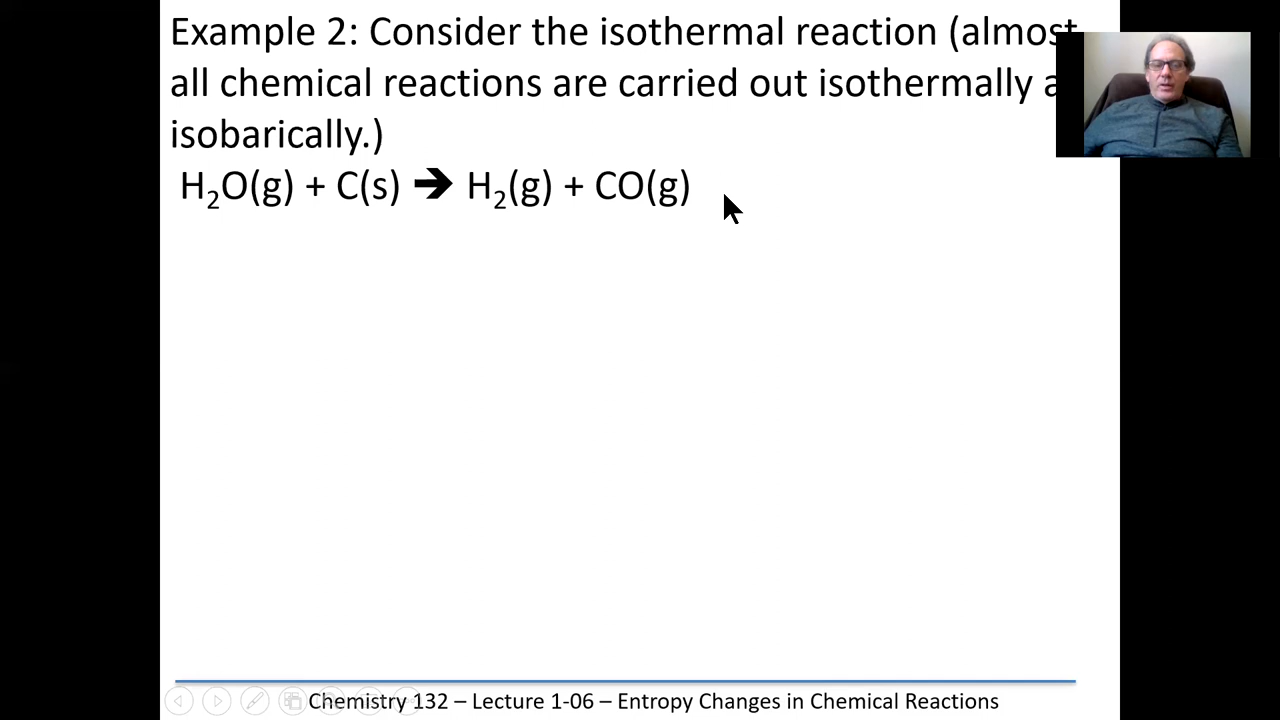 Example 2: Consider the isothermal reaction (almost
all chemical reactions are carried out isothermally
isobarically.)
H₂O(g) + C(s) ➔ H₂(g) + CO(g)
Chemistry 132 – Lecture 1-06 – Entropy Changes in Chemical Reactions